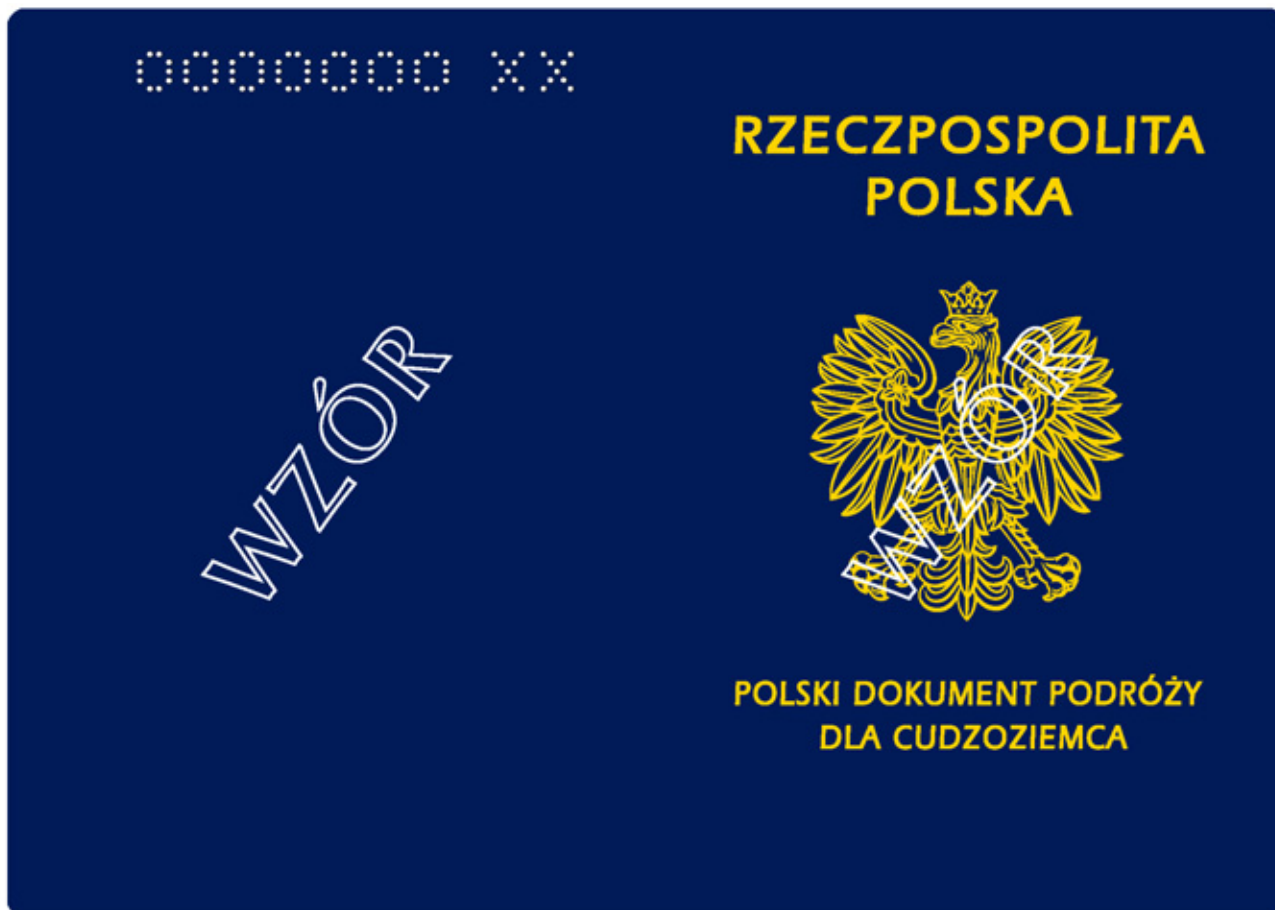 0000000 XX
WZÓR
RZECZPOSPOLITA
POLSKA
WZÓR
POLSKI DOKUMENT PODRÓŻY
DLA CUDZOZIEMCA